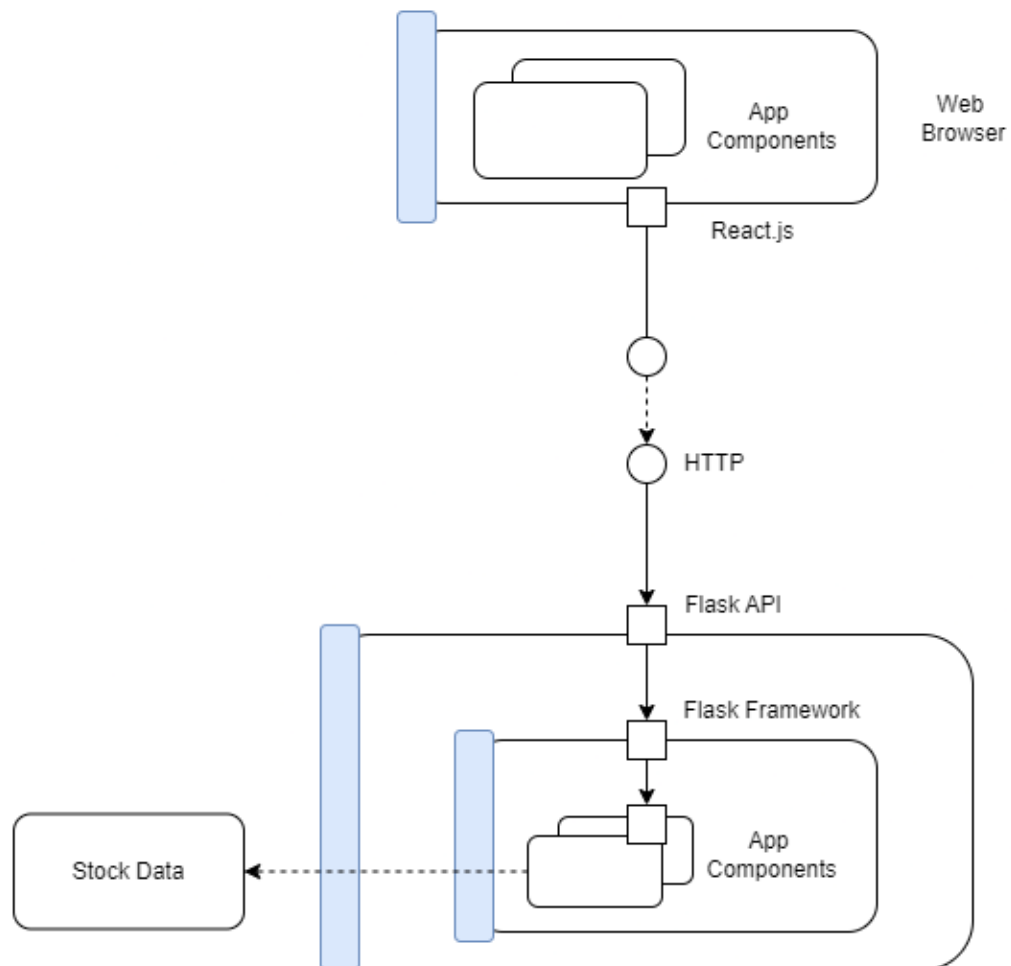 App
Components
Web
Browser
React.js
HTTP
Flask API
Flask Framework
App
Components
Stock Data